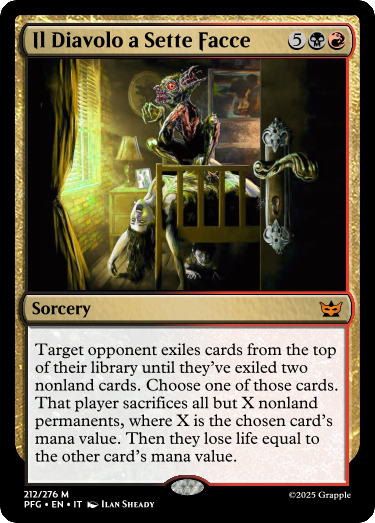 Il Diavolo a Sette Facce 5
Sorcery
Target opponent exiles cards from the top
of their library until they've exiled two
nonland cards. Choose one of those cards.
That player sacrifices all but X nonland
permanents, where X is the chosen card's
mana value. Then they lose life equal to
the other card's mana value.
212/276 M
PFG • EN • IT Ilan Sheady
©2025 Grapple